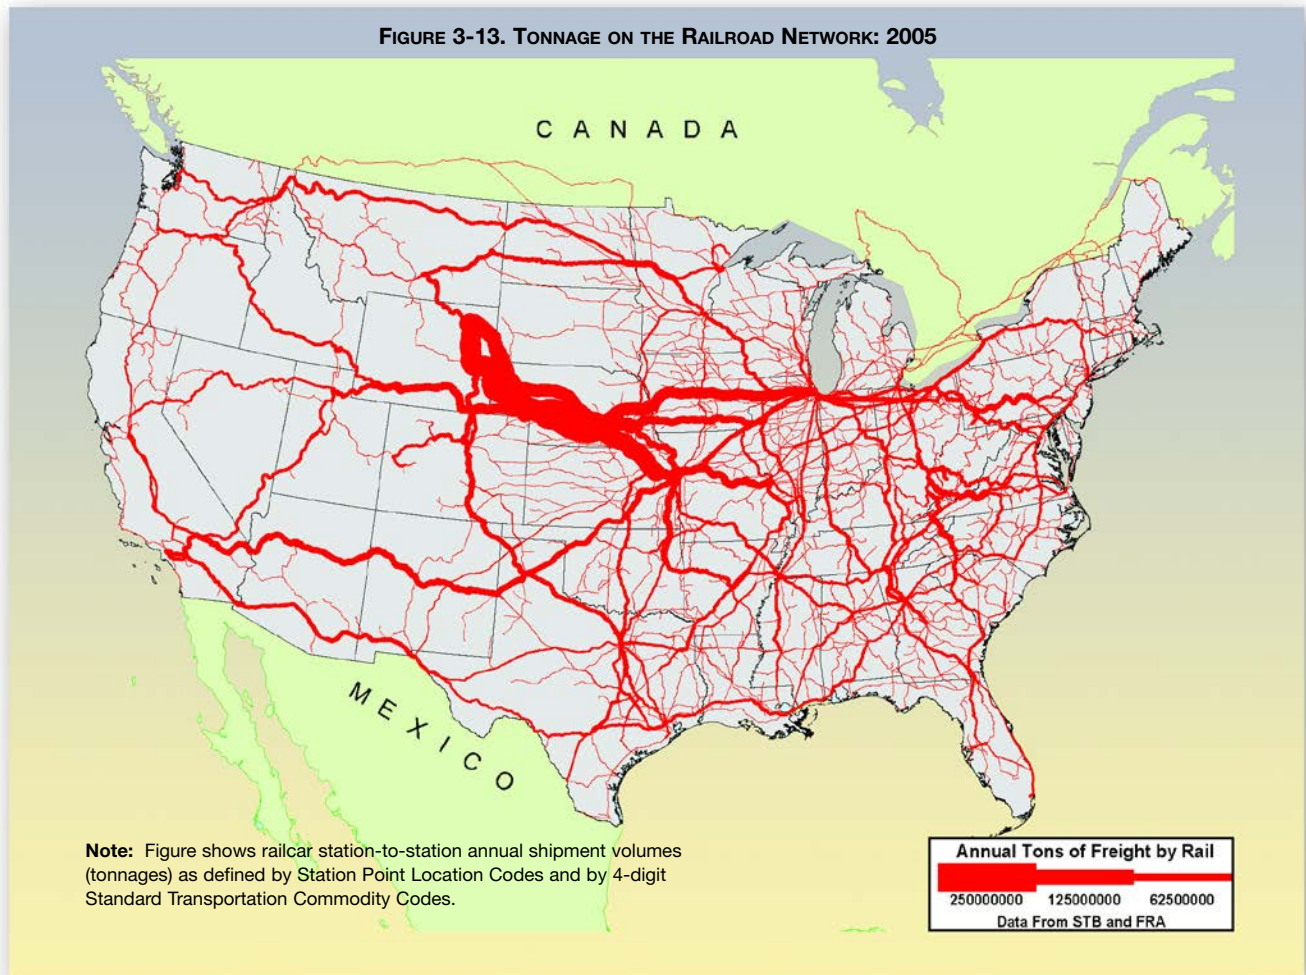 FIGURE 3-13. TONNAGE ON THE RAILROAD NETWORK: 2005
CANADA
MEXICO
Note: Figure shows railcar station-to-station annual shipment volumes
(tonnages) as defined by Station Point Location Codes and by 4-digit
Standard Transportation Commodity Codes.
Annual Tons of Freight by Rail
250000000 125000000 62500000
Data From STB and FRA